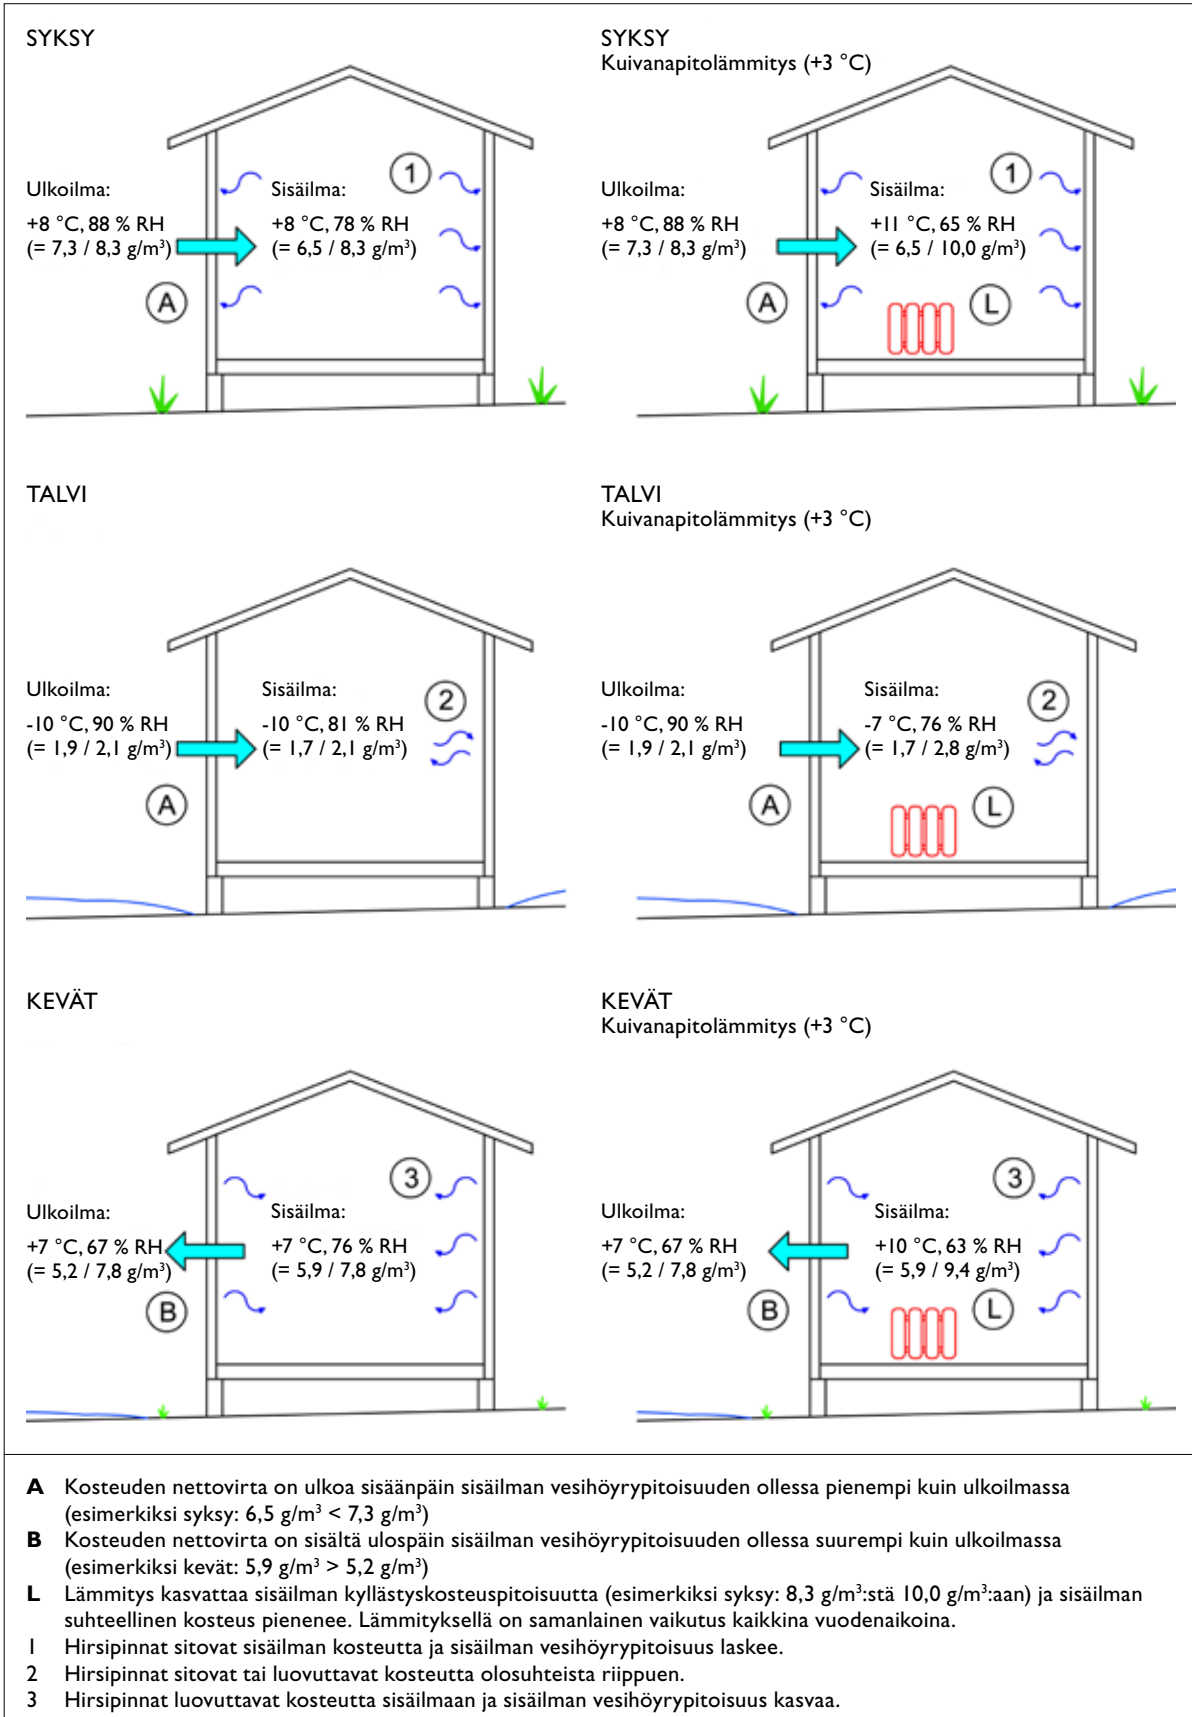 SYKSY
Ulkoilma:
+8 °C, 88 % RH
(= 7,3 / 8,3 g/m³)
A
Sisäilma:
+8 °C, 78 % RH
(= 6,5 / 8,3 g/m³)
1
SYKSY
Kuivanapitolämmitys (+3 °C)
Ulkoilma:
+8 °C, 88 % RH
(= 7,3 / 8,3 g/m³)
A
Sisäilma:
+11 °C, 65 % RH
(= 6,5 / 10,0 g/m³)
1
L
TALVI
Ulkoilma:
-10 °C, 90 % RH
(= 1,9 / 2,1 g/m³)
A
Sisäilma:
-10 °C, 81 % RH
(= 1,7 / 2,1 g/m³)
2
TALVI
Kuivanapitolämmitys (+3 °C)
Ulkoilma:
-10 °C, 90 % RH
(= 1,9 / 2,1 g/m³)
A
Sisäilma:
-7 °C, 76 % RH
(= 1,7 / 2,8 g/m³)
2
L
KEVÄT
Ulkoilma:
+7 °C, 67 % RH
(= 5,2 / 7,8 g/m³)
B
Sisäilma:
+7 °C, 76 % RH
(= 5,9 / 7,8 g/m³)
3
KEVÄT
Kuivanapitolämmitys (+3 °C)
Ulkoilma:
+7 °C, 67 % RH
(= 5,2 / 7,8 g/m³)
B
Sisäilma:
+10 °C, 63 % RH
(= 5,9 / 9,4 g/m³)
3
L
A Kosteuden nettovirta on ulkoa sisäänpäin sisäilman vesihöyrypitoisuuden ollessa pienempi kuin ulkoilmassa
(esimerkiksi syksy: 6,5 g/m³ < 7,3 g/m³)
B Kosteuden nettovirta on sisältä ulospäin sisäilman vesihöyrypitoisuuden ollessa suurempi kuin ulkoilmassa
(esimerkiksi kevät: 5,9 g/m³ > 5,2 g/m³)
L Lämmitys kasvattaa sisäilman kyllästyskosteuspitoisuutta (esimerkiksi syksy: 8,3 g/m³:stä 10,0 g/m³:aan) ja sisäilman
suhteellinen kosteus pienenee. Lämmityksellä on samanlainen vaikutus kaikkina vuodenaikoina.
1 Hirsipinnat sitovat sisäilman kosteutta ja sisäilman vesihöyrypitoisuus laskee.
2 Hirsipinnat sitovat tai luovuttavat kosteutta olosuhteista riippuen.
3 Hirsipinnat luovuttavat kosteutta sisäilmaan ja sisäilman vesihöyrypitoisuus kasvaa.